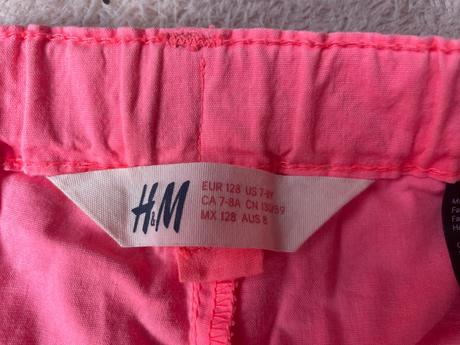 H&M
EUR 128 US 7-8Y
CA 7-8A CN 130/59
MX 128 AUS 8